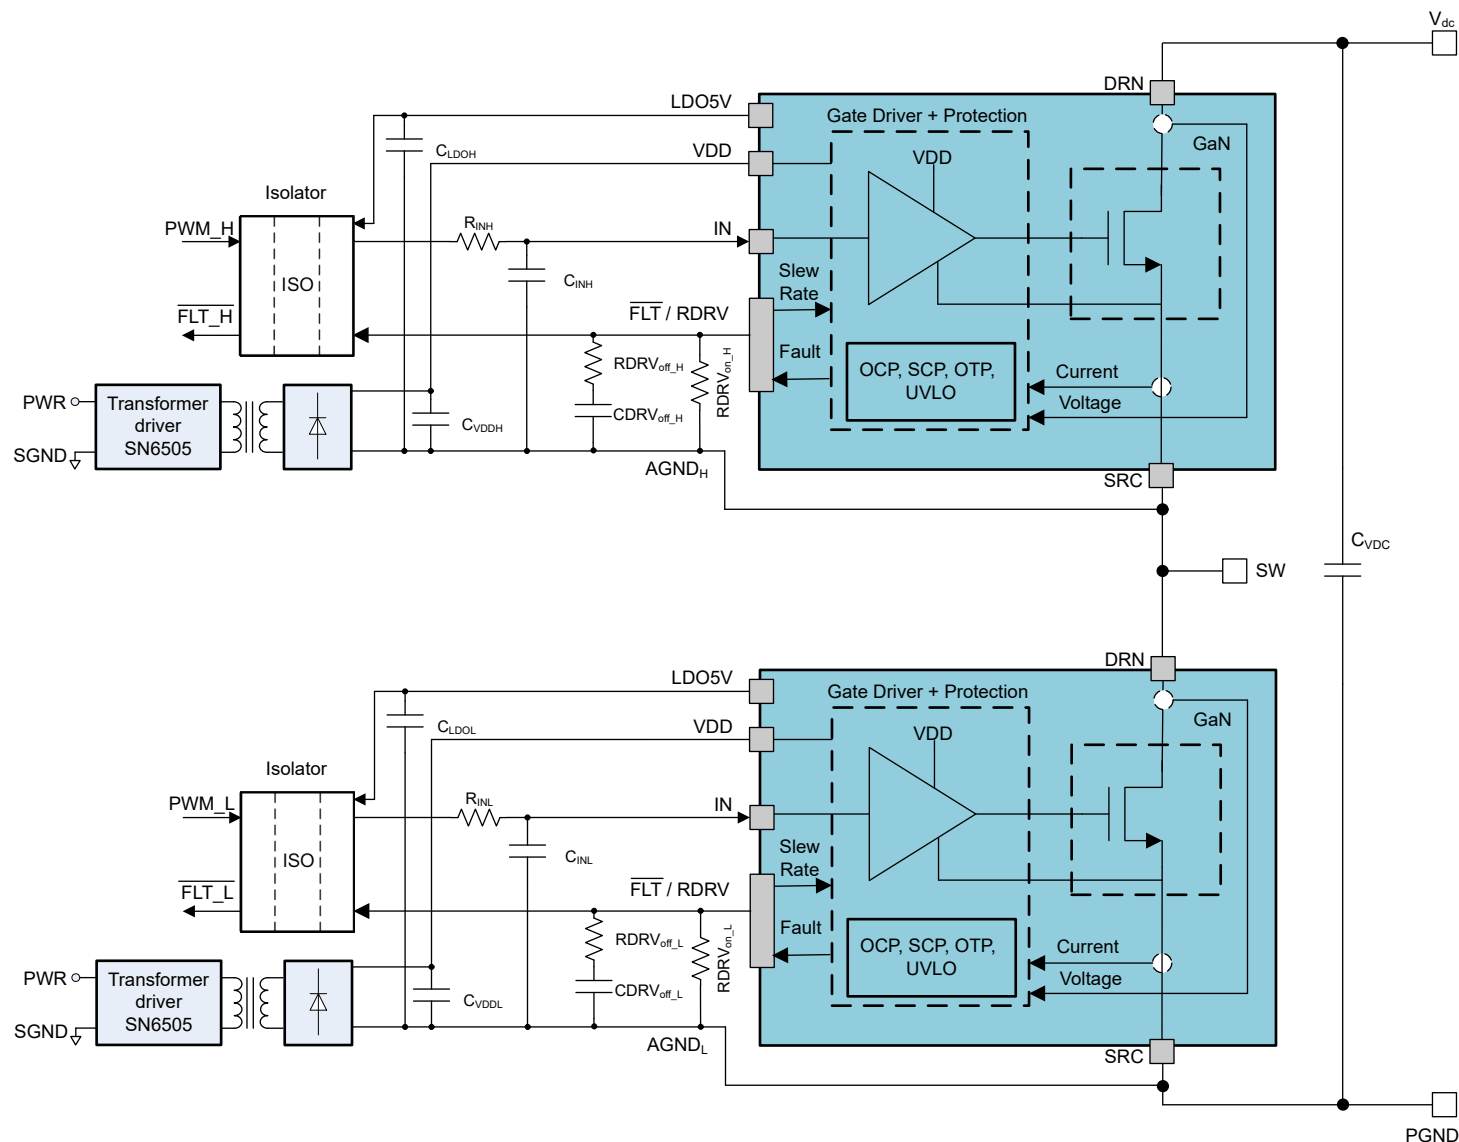 Vdc
DRN
LDO5V
Gate Driver + Protection
GaN
CLDOH
VDD
VDD
Isolator
PWM_H
RINH
IN
ISO
CINH
Slew
Rate
FLT_H
FLT / RDRV
Fault
OCP, SCP, OTP,
UVLO
Current
Voltage
RDRVoff_H
RDRVon_H
CDRVoff_H
PWR
Transformer
driver
SN6505
CVDDH
SGND
AGNDH
SRC
CVDC
SW
DRN
LDO5V
Gate Driver + Protection
GaN
CLDOL
VDD
VDD
Isolator
PWM_L
RINL
IN
ISO
CINL
Slew
Rate
FLT_L
FLT / RDRV
Fault
OCP, SCP, OTP,
UVLO
Current
Voltage
RDRVoff_L
RDRVon_L
CDRVoff_L
PWR
Transformer
driver
SN6505
CVDDL
SGND
AGNDL
SRC
PGND